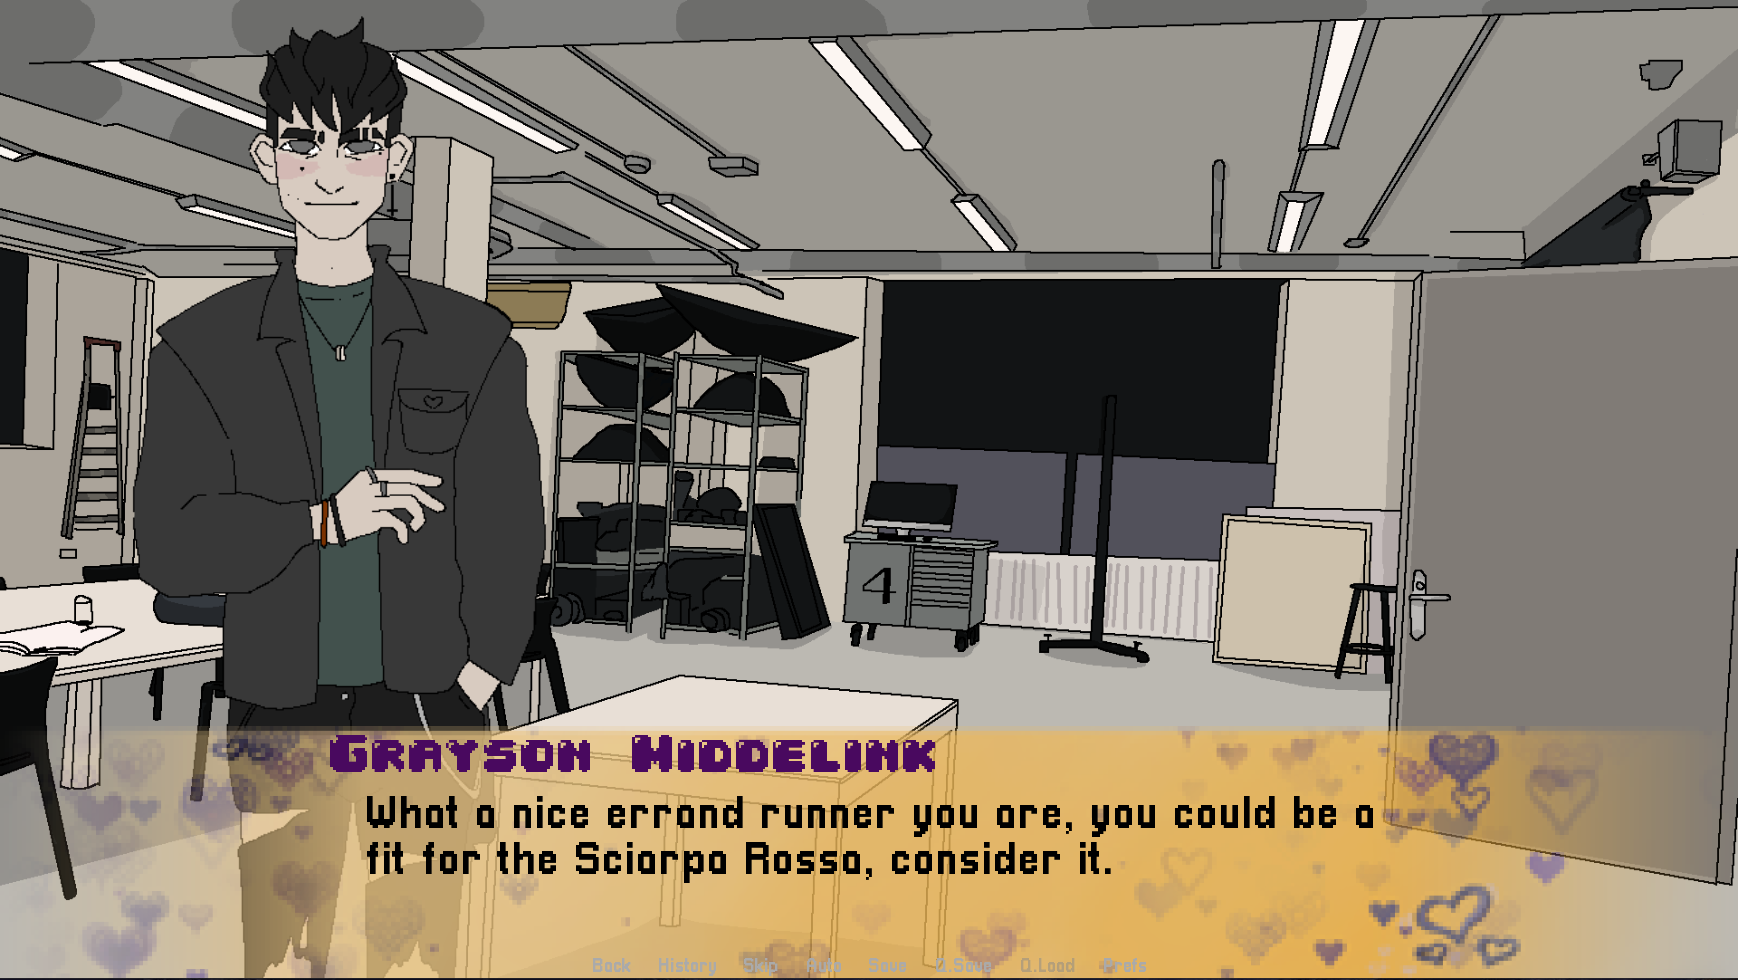 4
Grayson Middelink
What a nice errand runner you are, you could be a
fit for the Sciarpa Rossa, consider it.
Back History Skip Auto Save Q.Save Q.Load Prefs